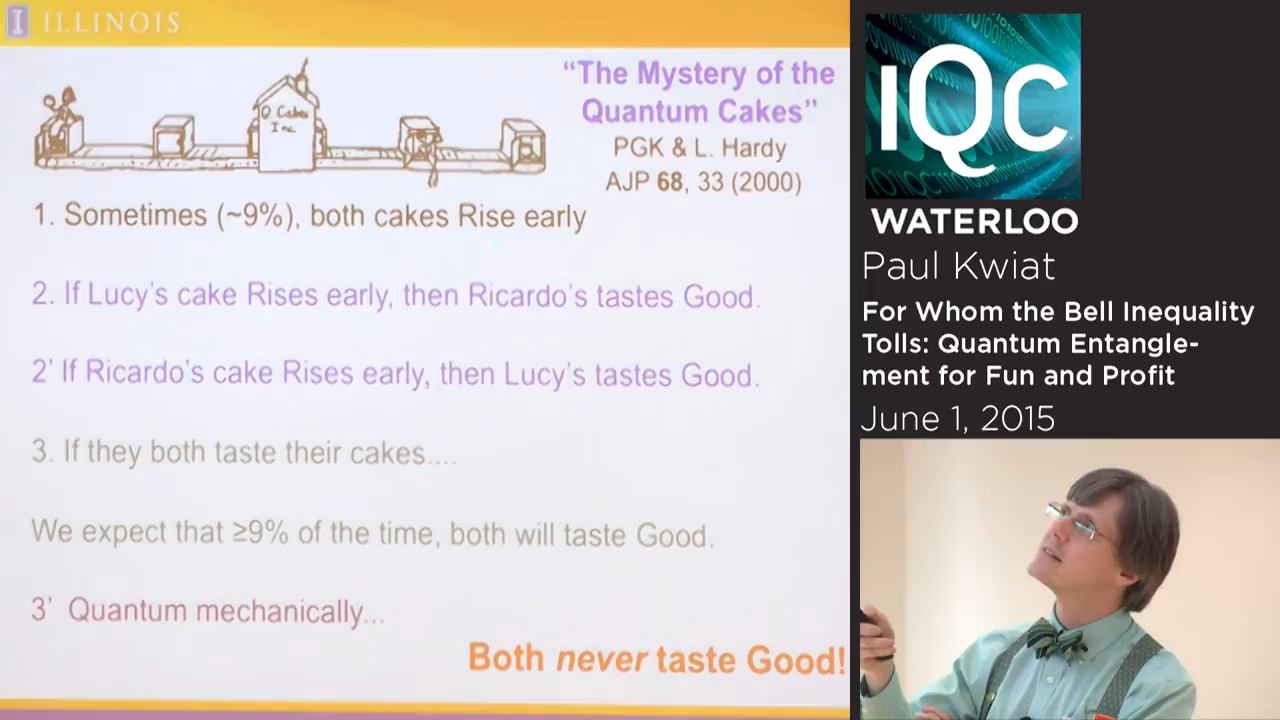 ILLINOIS
Q Cakes
Inc.
“The Mystery of the
Quantum Cakes”
PGK & L. Hardy
AJP 68, 33 (2000)
1. Sometimes (~9%), both cakes Rise early
2. If Lucy’s cake Rises early, then Ricardo’s tastes Good.
2' If Ricardo’s cake Rises early, then Lucy’s tastes Good.
3. If they both taste their cakes....
We expect that ≥9% of the time, both will taste Good.
3’ Quantum mechanically...
Both never taste Good!
IQC
WATERLOO
Paul Kwiat
For Whom the Bell Inequality
Tolls: Quantum Entangle-
ment for Fun and Profit
June 1, 2015